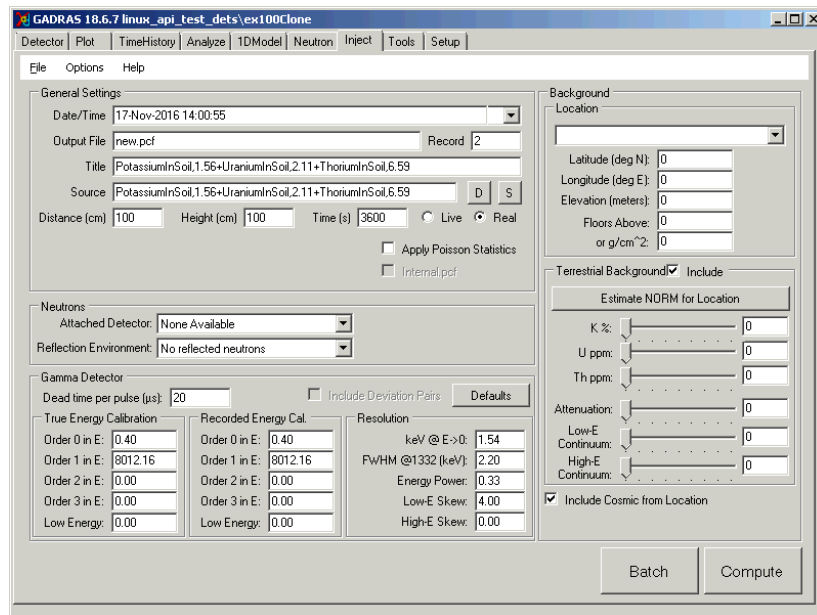 GADRAS 18.6.7 linux_api_test_dets\ex100Clone
Detector Plot TimeHistory Analyze 1DModel Neutron Inject Tools Setup
File Options Help
General Settings
Date/Time 17-Nov-2016 14:00:55
Output File new.pcf Record 2
Title PotassiumInSoil,1.56+UraniumInSoil,2.11+ThoriumInSoil,6.59
Source PotassiumInSoil,1.56+UraniumInSoil,2.11+ThoriumInSoil,6.59 D S
Distance (cm) 100 Height (cm) 100 Time (s) 3600 Live Real
Apply Poisson Statistics
Internal.pcf
Neutrons
Attached Detector: None Available
Reflection Environment: No reflected neutrons
Gamma Detector
Dead time per pulse (µs): 20 Include Deviation Pairs Defaults
True Energy Calibration
Order 0 in E: 0.40
Order 1 in E: 8012.16
Order 2 in E: 0.00
Order 3 in E: 0.00
Low Energy: 0.00
Recorded Energy Cal.
Order 0 in E: 0.40
Order 1 in E: 8012.16
Order 2 in E: 0.00
Order 3 in E: 0.00
Low Energy: 0.00
Resolution
keV @ E->0: 1.54
FWHM @1332 (keV): 2.20
Energy Power: 0.33
Low-E Skew: 4.00
High-E Skew: 0.00
Background
Location
Latitude (deg N): 0
Longitude (deg E): 0
Elevation (meters): 0
Floors Above: 0
or g/cm^2: 0
Terrestrial Background Include
Estimate NORM for Location
K %: 0
U ppm: 0
Th ppm: 0
Attenuation: 0
Low-E
Continuum: 0
High-E
Continuum: 0
Include Cosmic from Location
Batch Compute